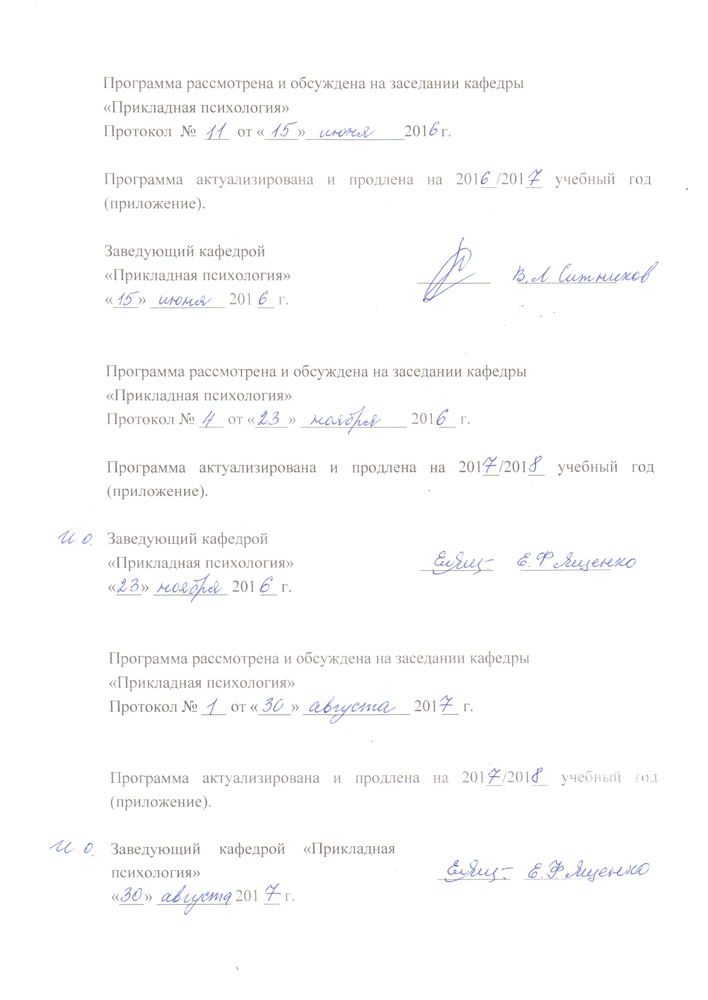 Программа рассмотрена и обсуждена на заседании кафедры
«Прикладная психология»
Протокол № 11 от «15» июня 2016 г.
Программа актуализирована и продлена на 2016/2017 учебный год
(приложение).
Заведующий кафедрой
«Прикладная психология» В.Л. Ситников
«15» июня 2016 г.
Программа рассмотрена и обсуждена на заседании кафедры
«Прикладная психология»
Протокол № 4 от «23» ноября 2016 г.
Программа актуализирована и продлена на 2017/2018 учебный год
(приложение).
И.о. Заведующий кафедрой
«Прикладная психология» Е.Ф. Ященко
«23» ноября 2016 г.
Программа рассмотрена и обсуждена на заседании кафедры
«Прикладная психология»
Протокол № 1 от «30» августа 2017 г.
Программа актуализирована и продлена на 2017/2018 учебный год
(приложение).
И.о. Заведующий кафедрой «Прикладная
психология» Е.Ф. Ященко
«30» августа 2017 г.